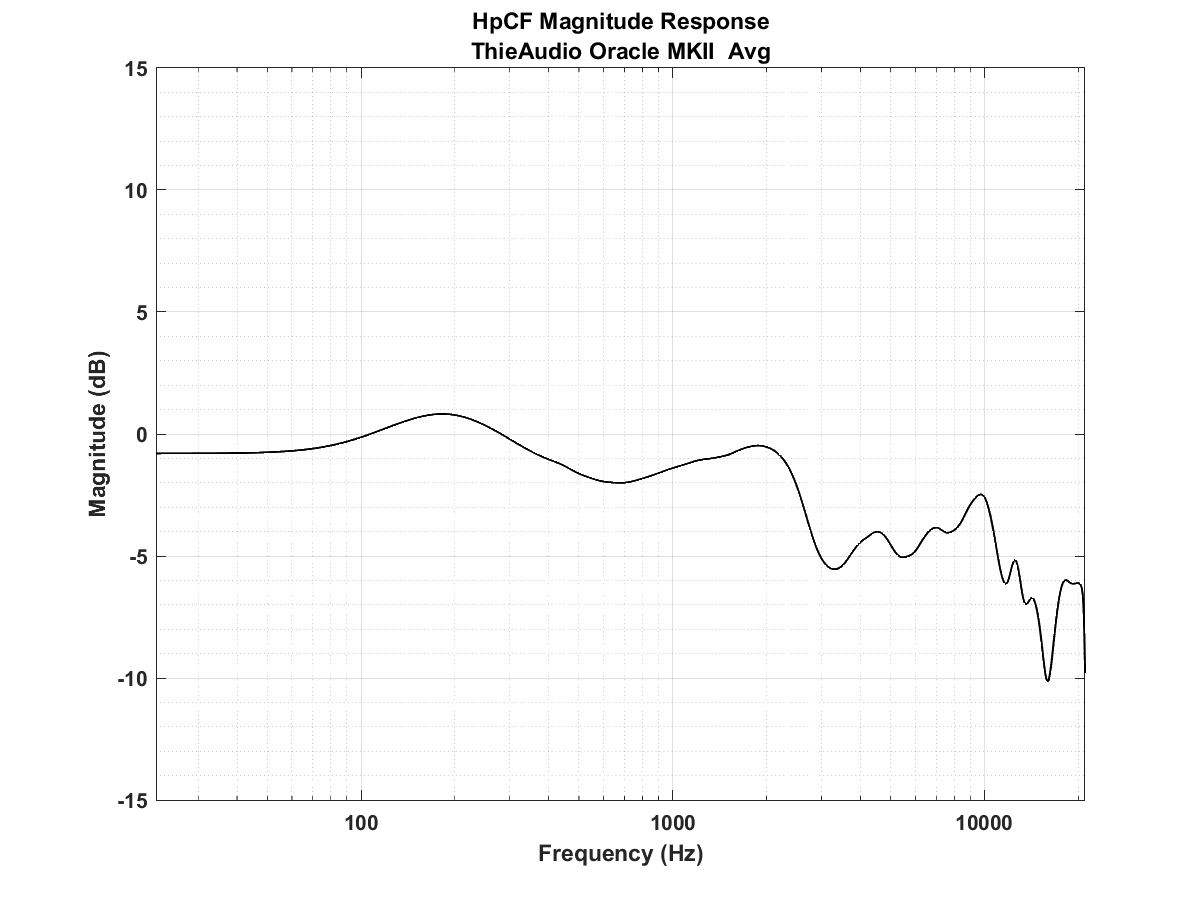 HpCF Magnitude Response
ThieAudio Oracle MKII  Avg
15
10
5
0
-5
-10
-15
Magnitude (dB)
100
1000
10000
Frequency (Hz)